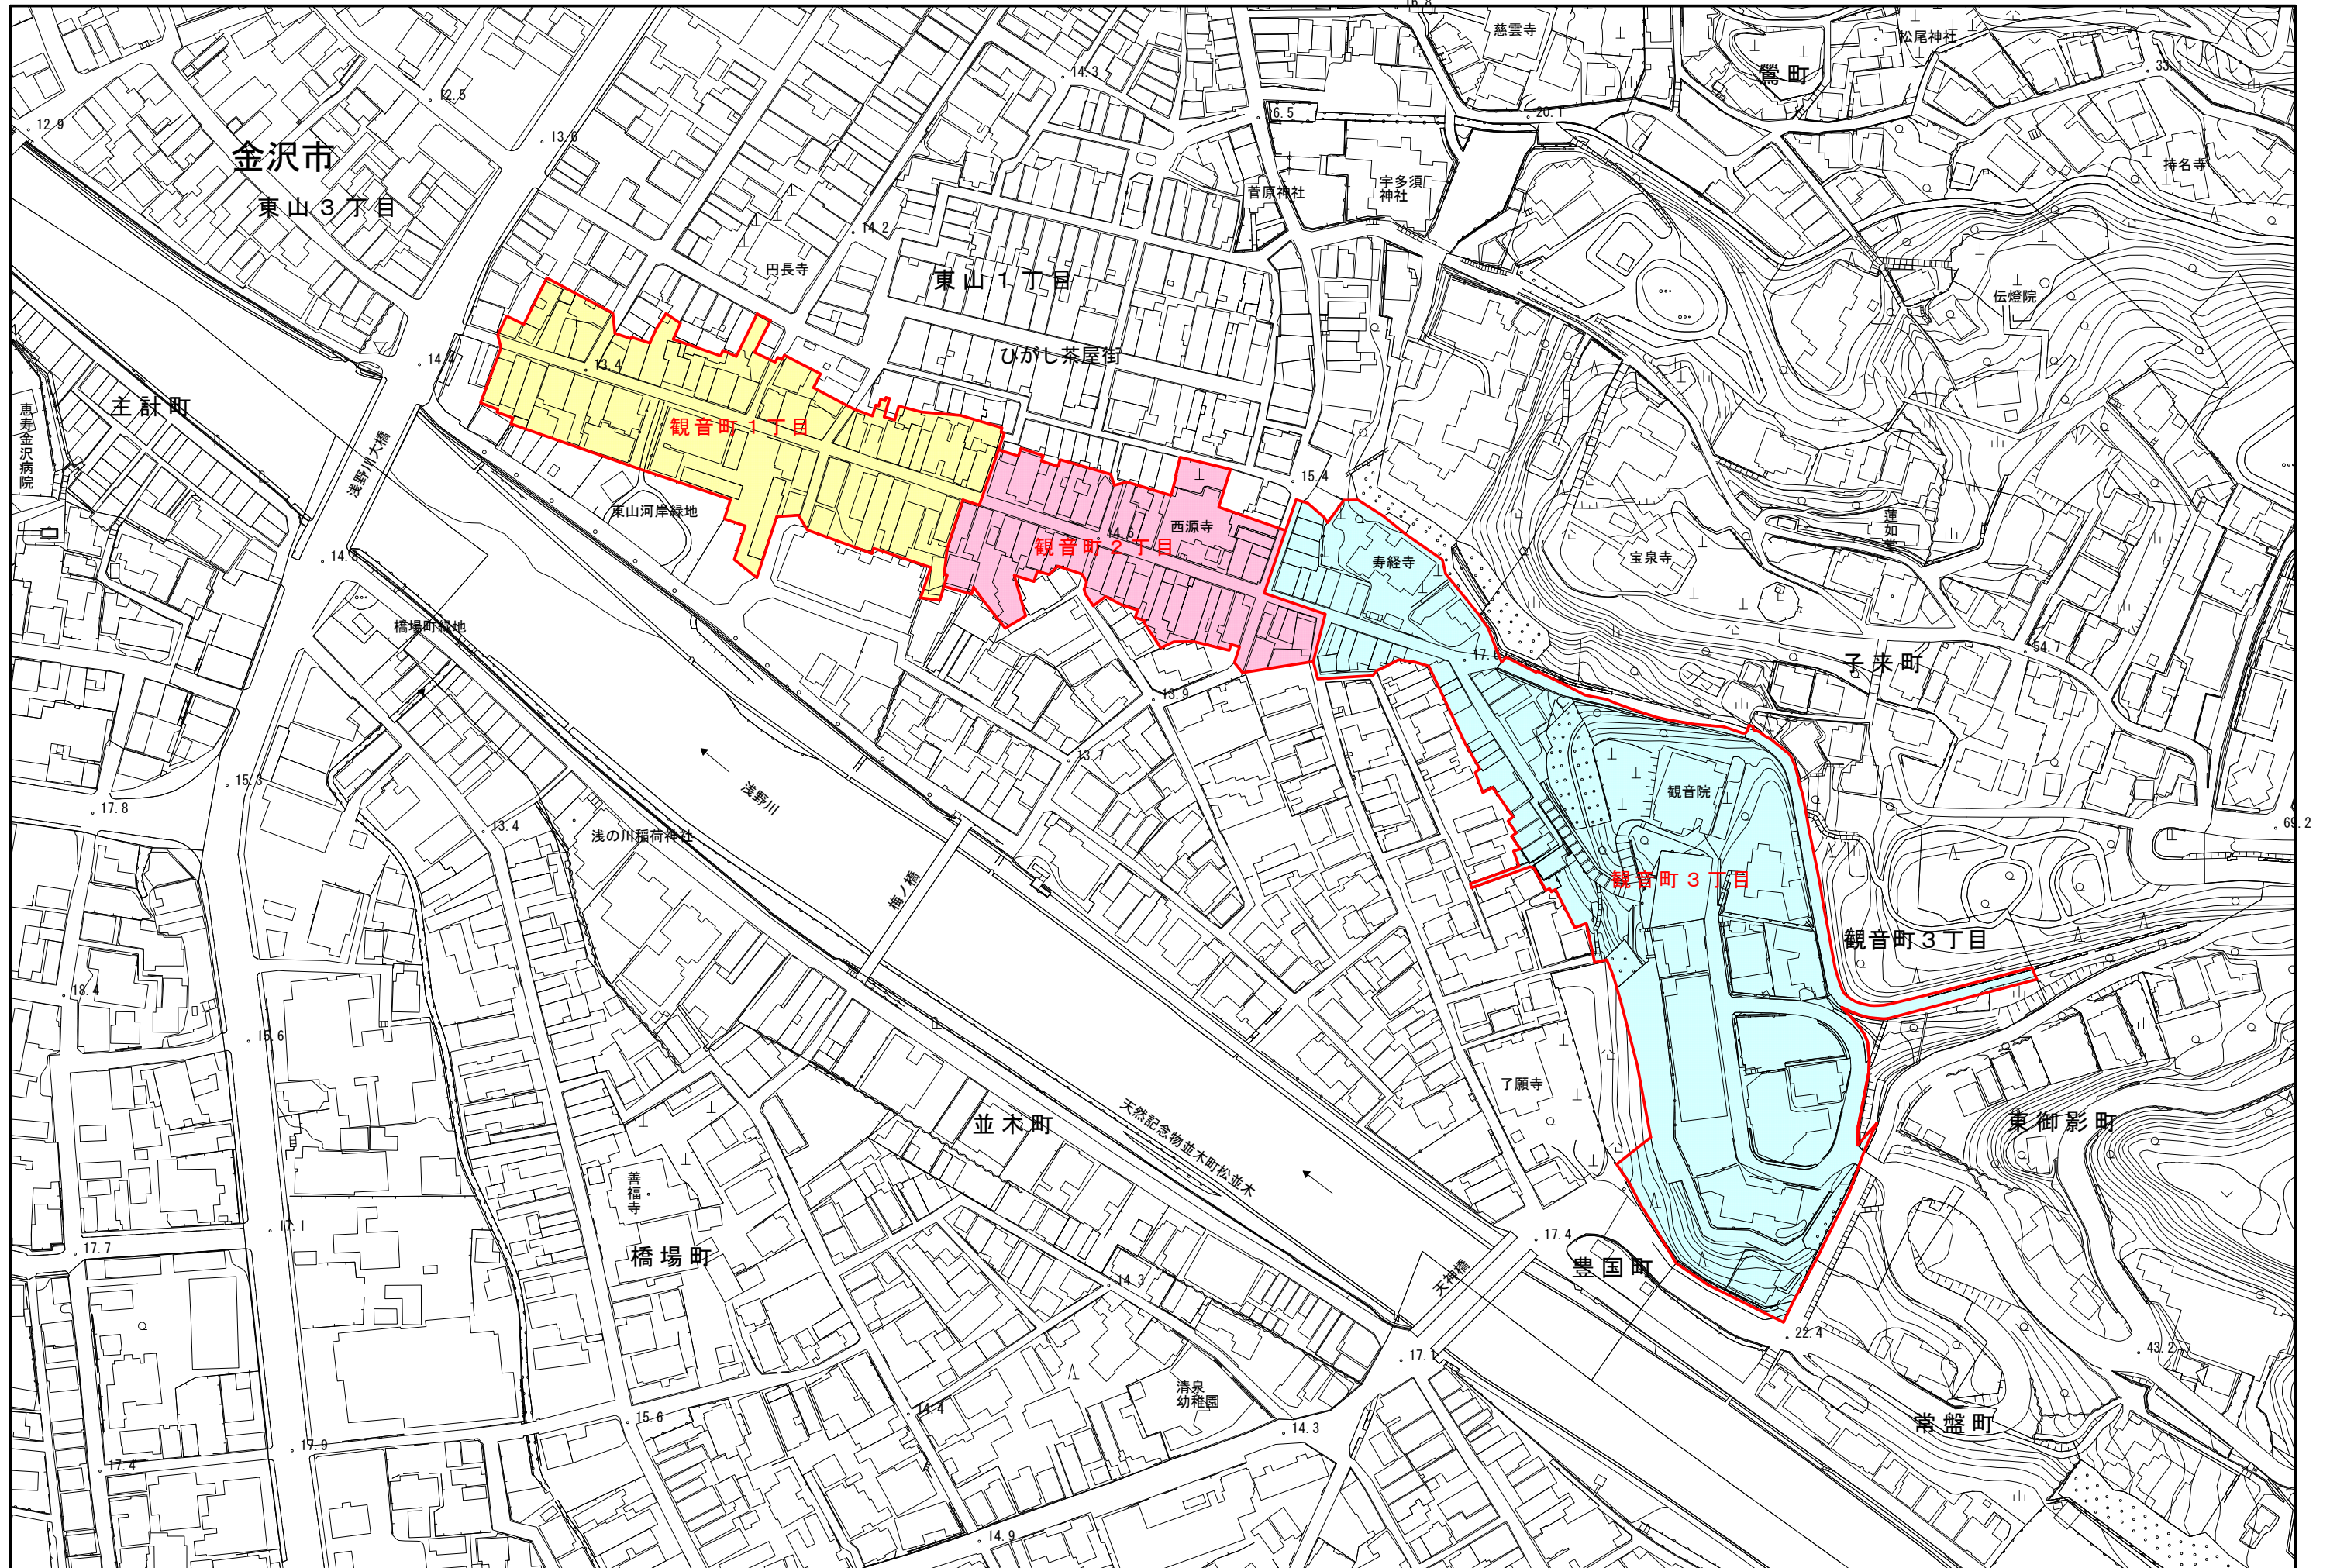 16.8
慈雲寺
松尾神社
鶯町
33.1
14.3
12.5
12.9
13.6
20.1
金沢市
東山３丁目
持名寺
菅原神社
宇多須
神社
14.2
円長寺
東山１丁目
伝燈院
ひがし茶屋街
14.4
13.4
主計町
恵寿金沢病院
観音町１丁目
浅野川大橋
15.4
東山河岸緑地
西源寺
14.6
観音町２丁目
寿経寺
宝泉寺
橋場町緑地
17.6
子来町
54.7
13.9
13.7
浅野川
観音院
15.3
17.8
13.4
浅の川稲荷神社
69.2
梅ノ橋
観音町３丁目
観音町３丁目
18.4
15.6
了願寺
天然記念物並木町松並木
並木町
東御影町
善福寺
17.1
17.7
17.4
橋場町
14.3
天神橋
豊国町
22.4
17.1
43.2
清泉
幼稚園
14.4
15.6
14.3
常盤町
17.9
17.4
14.9